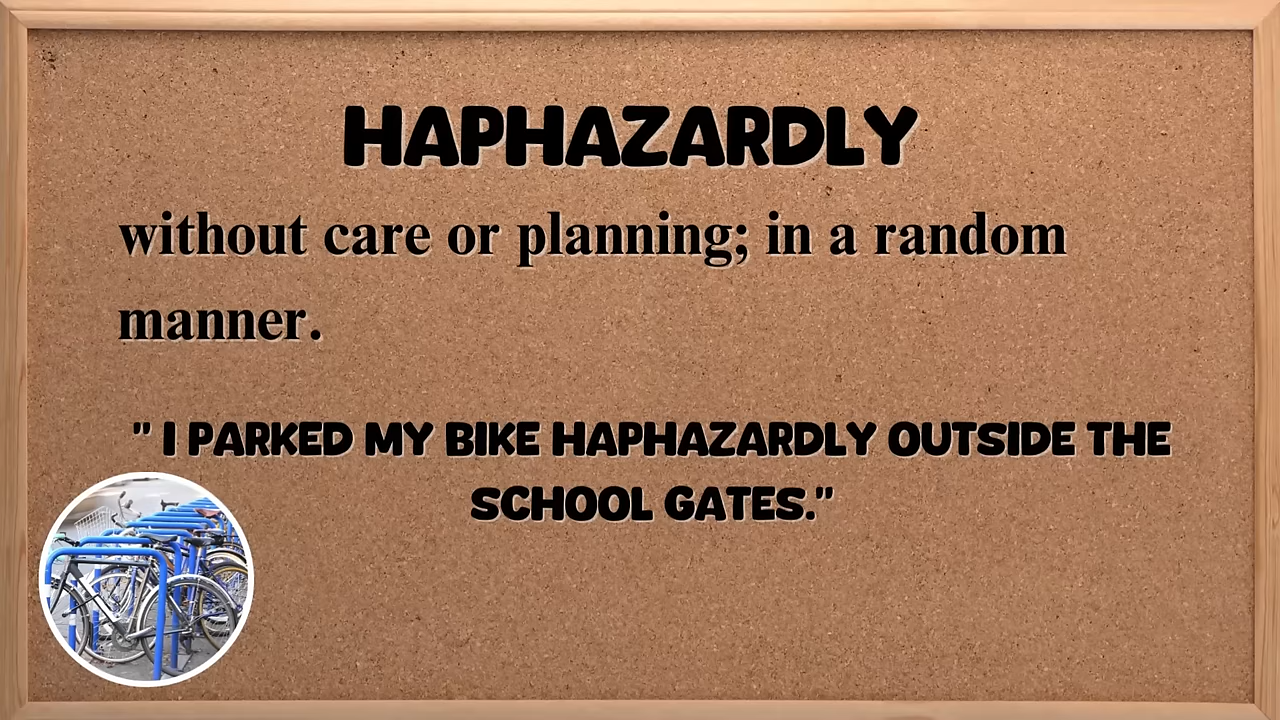 HAPHAZARDLY
without care or planning; in a random
manner.
" I PARKED MY BIKE HAPHAZARDLY OUTSIDE THE
SCHOOL GATES."